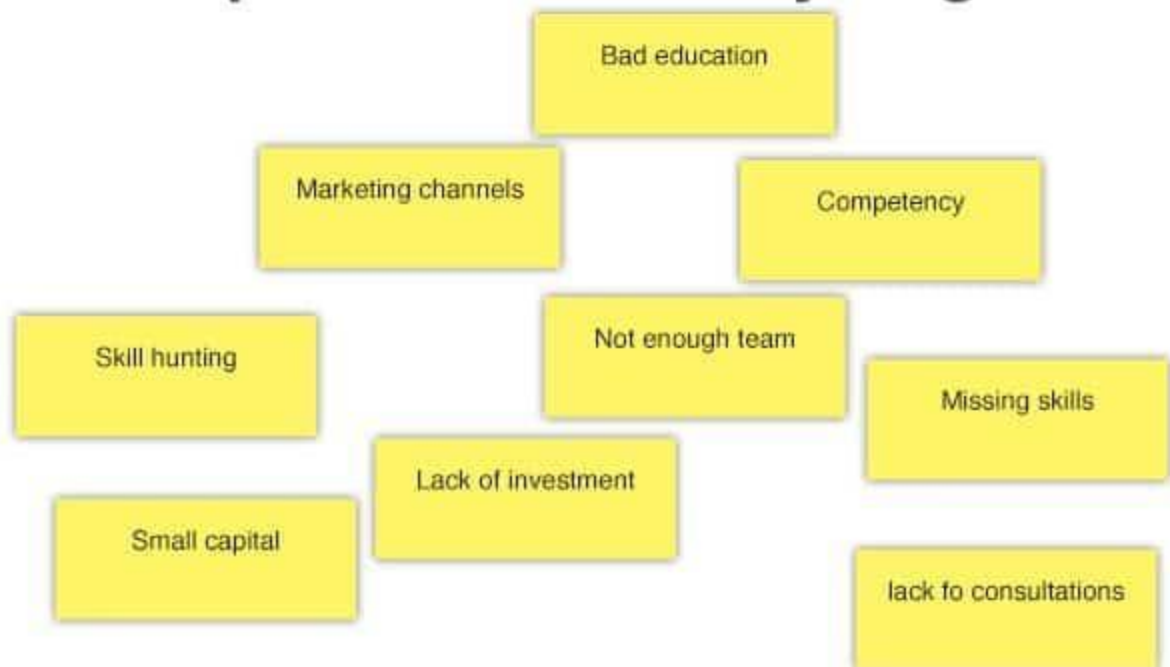 Bad education
Marketing channels
Competency
Not enough team
Skill hunting
Missing skills
Lack of investment
Small capital
lack fo consultations